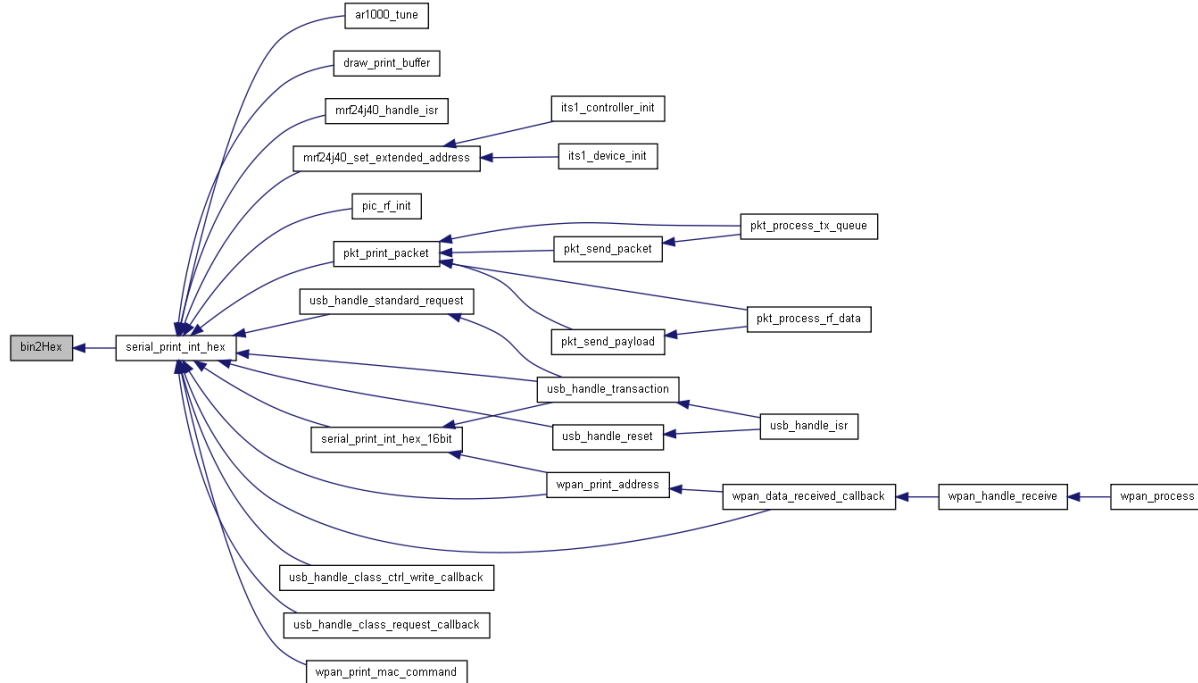 ar1000_tune
draw_print_buffer
mrf24j40_handle_isr
its1_controller_init
mrf24j40_set_extended_address
its1_device_init
pic_rf_init
pkt_process_tx_queue
pkt_print_packet
pkt_send_packet
usb_handle_standard_request
pkt_process_rf_data
bin2Hex
serial_print_int_hex
pkt_send_payload
usb_handle_transaction
usb_handle_isr
serial_print_int_hex_16bit
usb_handle_reset
wpan_print_address
wpan_data_received_callback
wpan_handle_receive
wpan_process
usb_handle_class_ctrl_write_callback
usb_handle_class_request_callback
wpan_print_mac_command